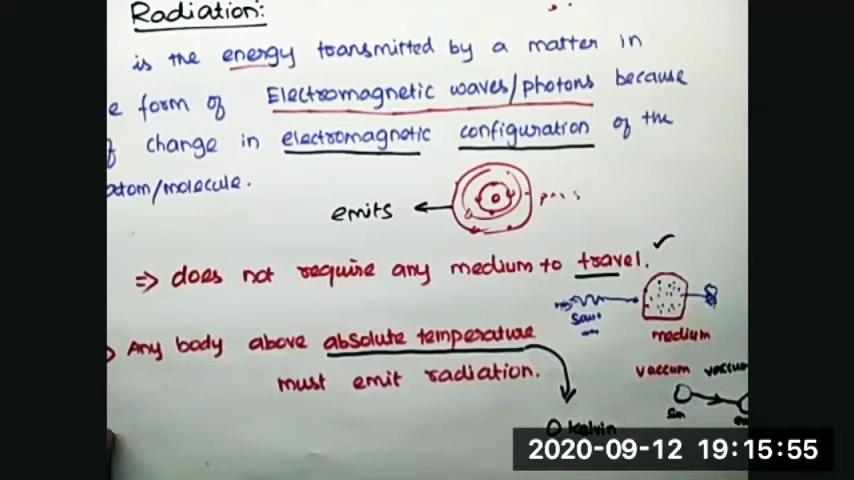 Radiation:
is the energy transmitted by a matter in
e form of Electromagnetic waves/photons because
f change in electromagnetic configuration of the
atom/molecule.
emits
=> does not require any medium to travel. ✓
medium
Any body above absolute temperature
must emit radiation.
vaccum vaccum
Sun
0 kelvin
2020-09-12 19:15:55